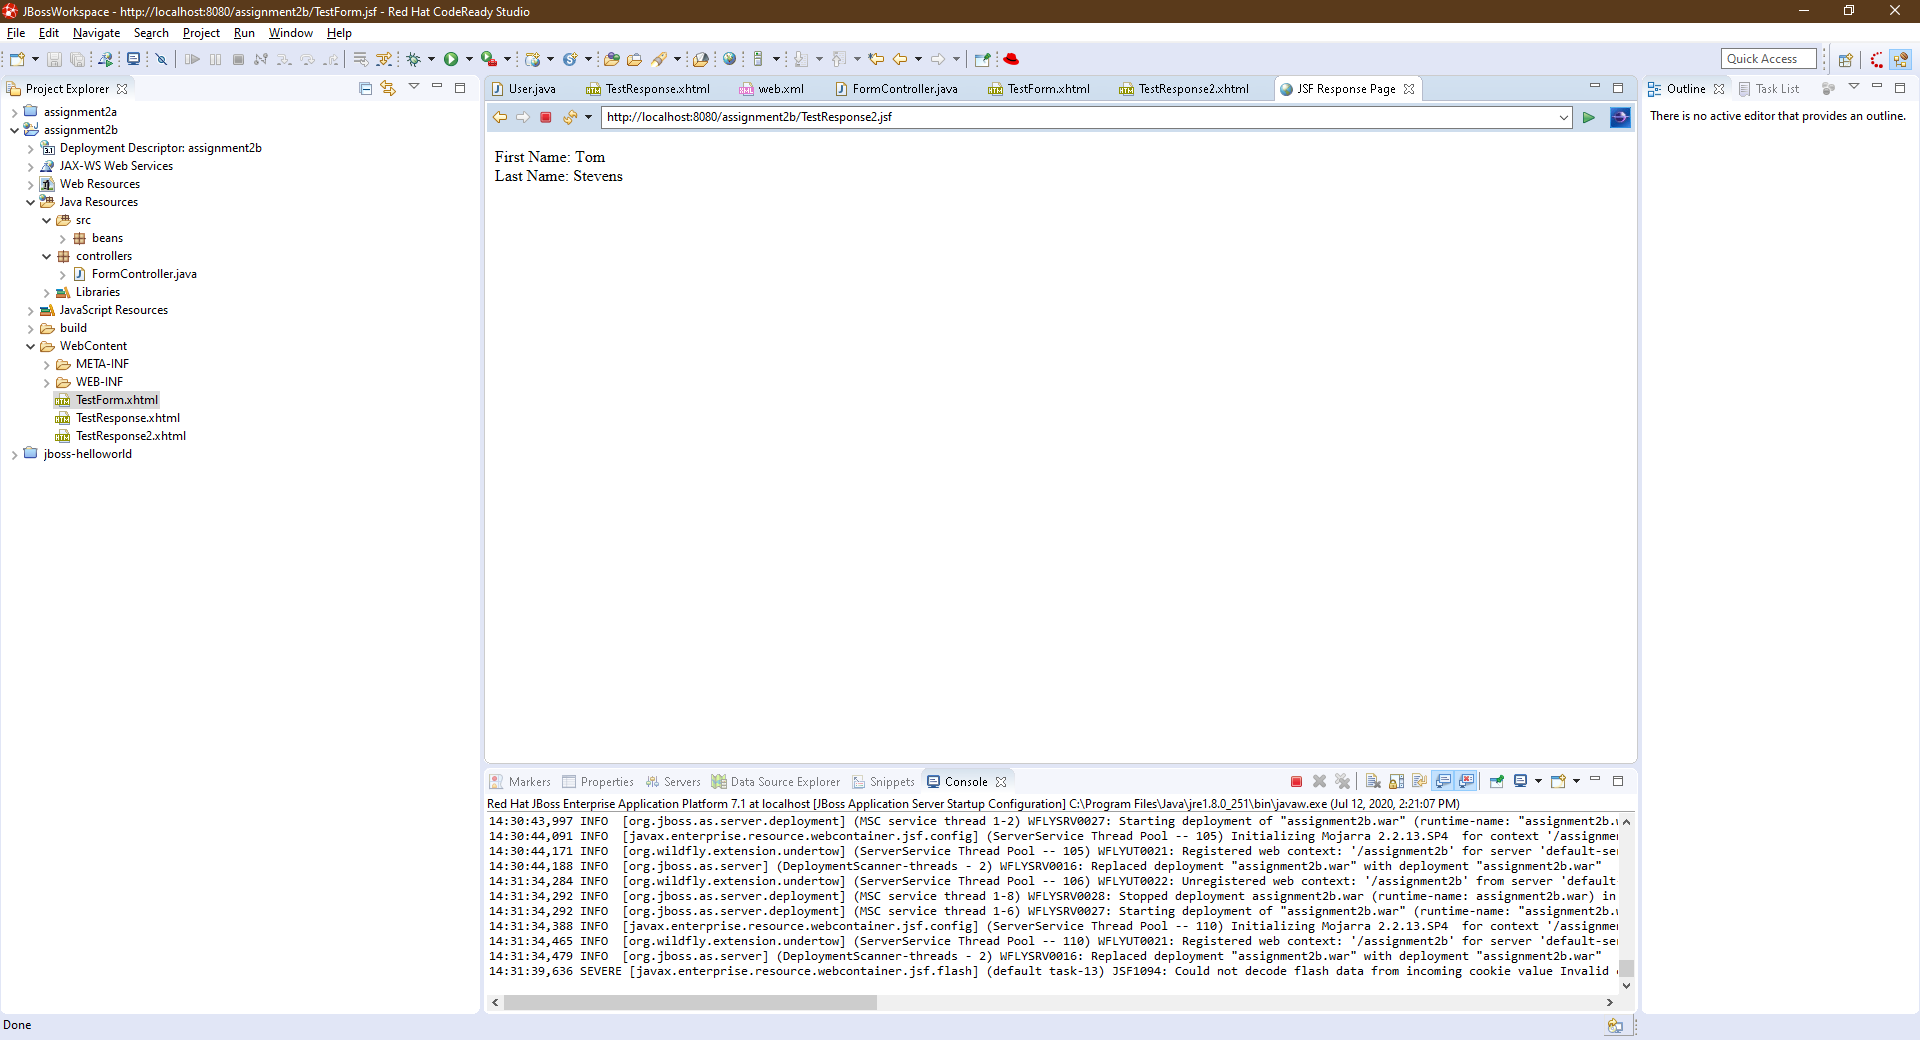 JBossWorkspace - http://localhost:8080/assignment2b/TestForm.jsf - Red Hat CodeReady Studio
File Edit Navigate Search Project Run Window Help
Quick Access
Project Explorer
assignment2a
assignment2b
Deployment Descriptor: assignment2b
JAX-WS Web Services
Web Resources
Java Resources
src
beans
controllers
FormController.java
Libraries
JavaScript Resources
build
WebContent
META-INF
WEB-INF
TestForm.xhtml
TestResponse.xhtml
TestResponse2.xhtml
jboss-helloworld
User.java TestResponse.xhtml web.xml FormController.java TestForm.xhtml TestResponse2.xhtml JSF Response Page
http://localhost:8080/assignment2b/TestResponse2.jsf
First Name: Tom
Last Name: Stevens
Outline Task List
There is no active editor that provides an outline.
Markers Properties Servers Data Source Explorer Snippets Console
Red Hat JBoss Enterprise Application Platform 7.1 at localhost [JBoss Application Server Startup Configuration] C:\Program Files\Java\jre1.8.0_251\bin\javaw.exe (Jul 12, 2020, 2:21:07 PM)
14:30:43,997 INFO [org.jboss.as.server.deployment] (MSC service thread 1-2) WFLYSRV0027: Starting deployment of "assignment2b.war" (runtime-name: "assignment2b.w
14:30:44,091 INFO [javax.enterprise.resource.webcontainer.jsf.config] (ServerService Thread Pool -- 105) Initializing Mojarra 2.2.13.SP4 for context '/assignmen
14:30:44,171 INFO [org.wildfly.extension.undertow] (ServerService Thread Pool -- 105) WFLYUT0021: Registered web context: '/assignment2b' for server 'default-se
14:30:44,188 INFO [org.jboss.as.server] (DeploymentScanner-threads - 2) WFLYSRV0016: Replaced deployment "assignment2b.war" with deployment "assignment2b.war"
14:31:34,284 INFO [org.wildfly.extension.undertow] (ServerService Thread Pool -- 106) WFLYUT0022: Unregistered web context: '/assignment2b' from server 'default-
14:31:34,292 INFO [org.jboss.as.server.deployment] (MSC service thread 1-8) WFLYSRV0028: Stopped deployment assignment2b.war (runtime-name: assignment2b.war) in
14:31:34,292 INFO [org.jboss.as.server.deployment] (MSC service thread 1-6) WFLYSRV0027: Starting deployment of "assignment2b.war" (runtime-name: "assignment2b.w
14:31:34,388 INFO [javax.enterprise.resource.webcontainer.jsf.config] (ServerService Thread Pool -- 110) Initializing Mojarra 2.2.13.SP4 for context '/assignmen
14:31:34,465 INFO [org.wildfly.extension.undertow] (ServerService Thread Pool -- 110) WFLYUT0021: Registered web context: '/assignment2b' for server 'default-se
14:31:34,479 INFO [org.jboss.as.server] (DeploymentScanner-threads - 2) WFLYSRV0016: Replaced deployment "assignment2b.war" with deployment "assignment2b.war"
14:31:39,636 SEVERE [javax.enterprise.resource.webcontainer.jsf.flash] (default task-13) JSF1094: Could not decode flash data from incoming cookie value Invalid
Done